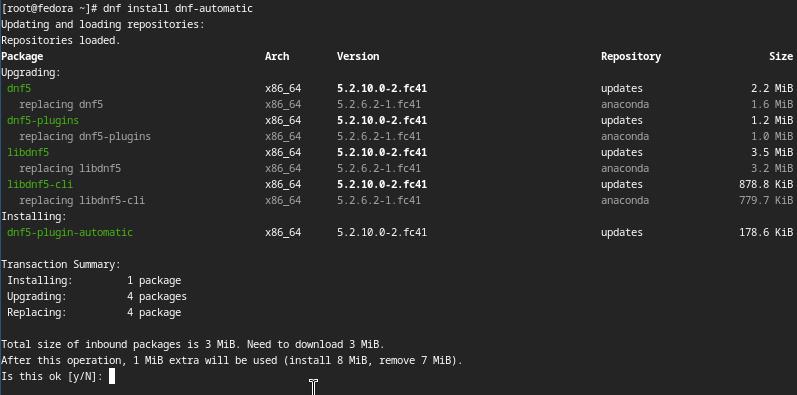 [root@fedora ~]# dnf install dnf-automatic
Updating and loading repositories:
Repositories loaded.
Package Arch Version Repository Size
Upgrading:
dnf5 x86_64 5.2.10.0-2.fc41 updates 2.2 MiB
replacing dnf5 x86_64 5.2.6.2-1.fc41 anaconda 1.6 MiB
dnf5-plugins x86_64 5.2.10.0-2.fc41 updates 1.2 MiB
replacing dnf5-plugins x86_64 5.2.6.2-1.fc41 anaconda 1.0 MiB
libdnf5 x86_64 5.2.10.0-2.fc41 updates 3.5 MiB
replacing libdnf5 x86_64 5.2.6.2-1.fc41 anaconda 3.2 MiB
libdnf5-cli x86_64 5.2.10.0-2.fc41 updates 878.8 KiB
replacing libdnf5-cli x86_64 5.2.6.2-1.fc41 anaconda 779.7 KiB
Installing:
dnf5-plugin-automatic x86_64 5.2.10.0-2.fc41 updates 178.6 KiB
Transaction Summary:
Installing: 1 package
Upgrading: 4 packages
Replacing: 4 package
Total size of inbound packages is 3 MiB. Need to download 3 MiB.
After this operation, 1 MiB extra will be used (install 8 MiB, remove 7 MiB).
Is this ok [y/N]: